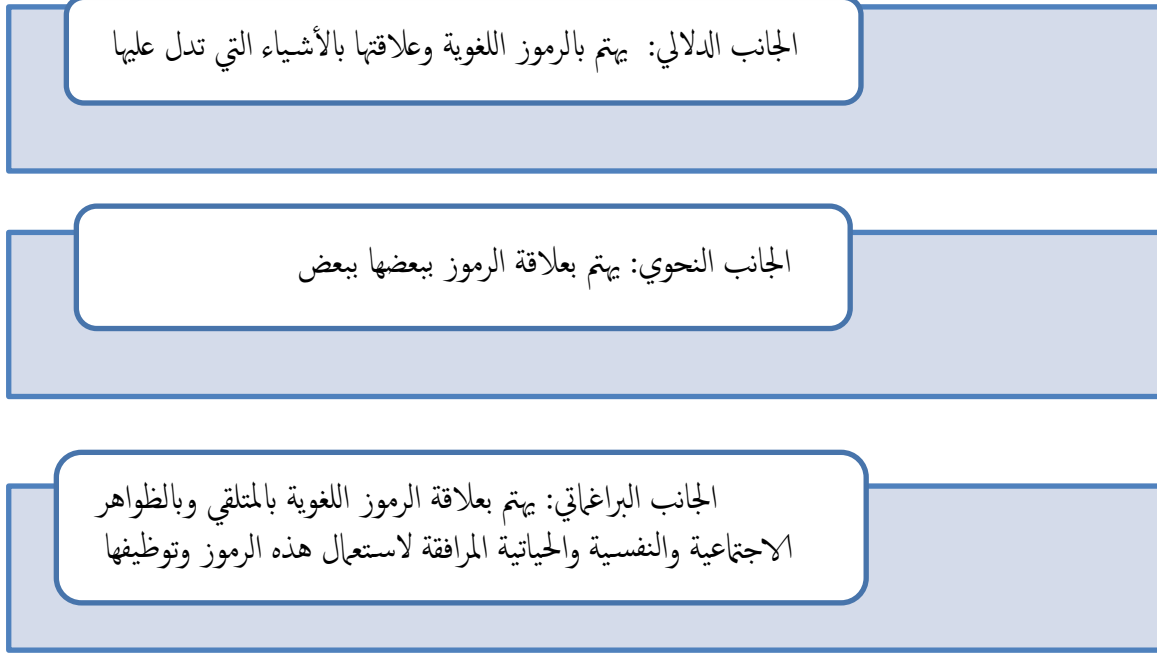 الجانب الدلالي: يهتم بالرموز اللغوية وعلاقتها بالأشياء التي تدل عليها
الجانب النحوي: يهتم بعلاقة الرموز ببعضها ببعض
الجانب البراغماتي: يهتم بعلاقة الرموز اللغوية بالمتلقي وبالظواهر
الاجتماعية والنفسية والحياتية المرافقة لاستعمال هذه الرموز وتوظيفها